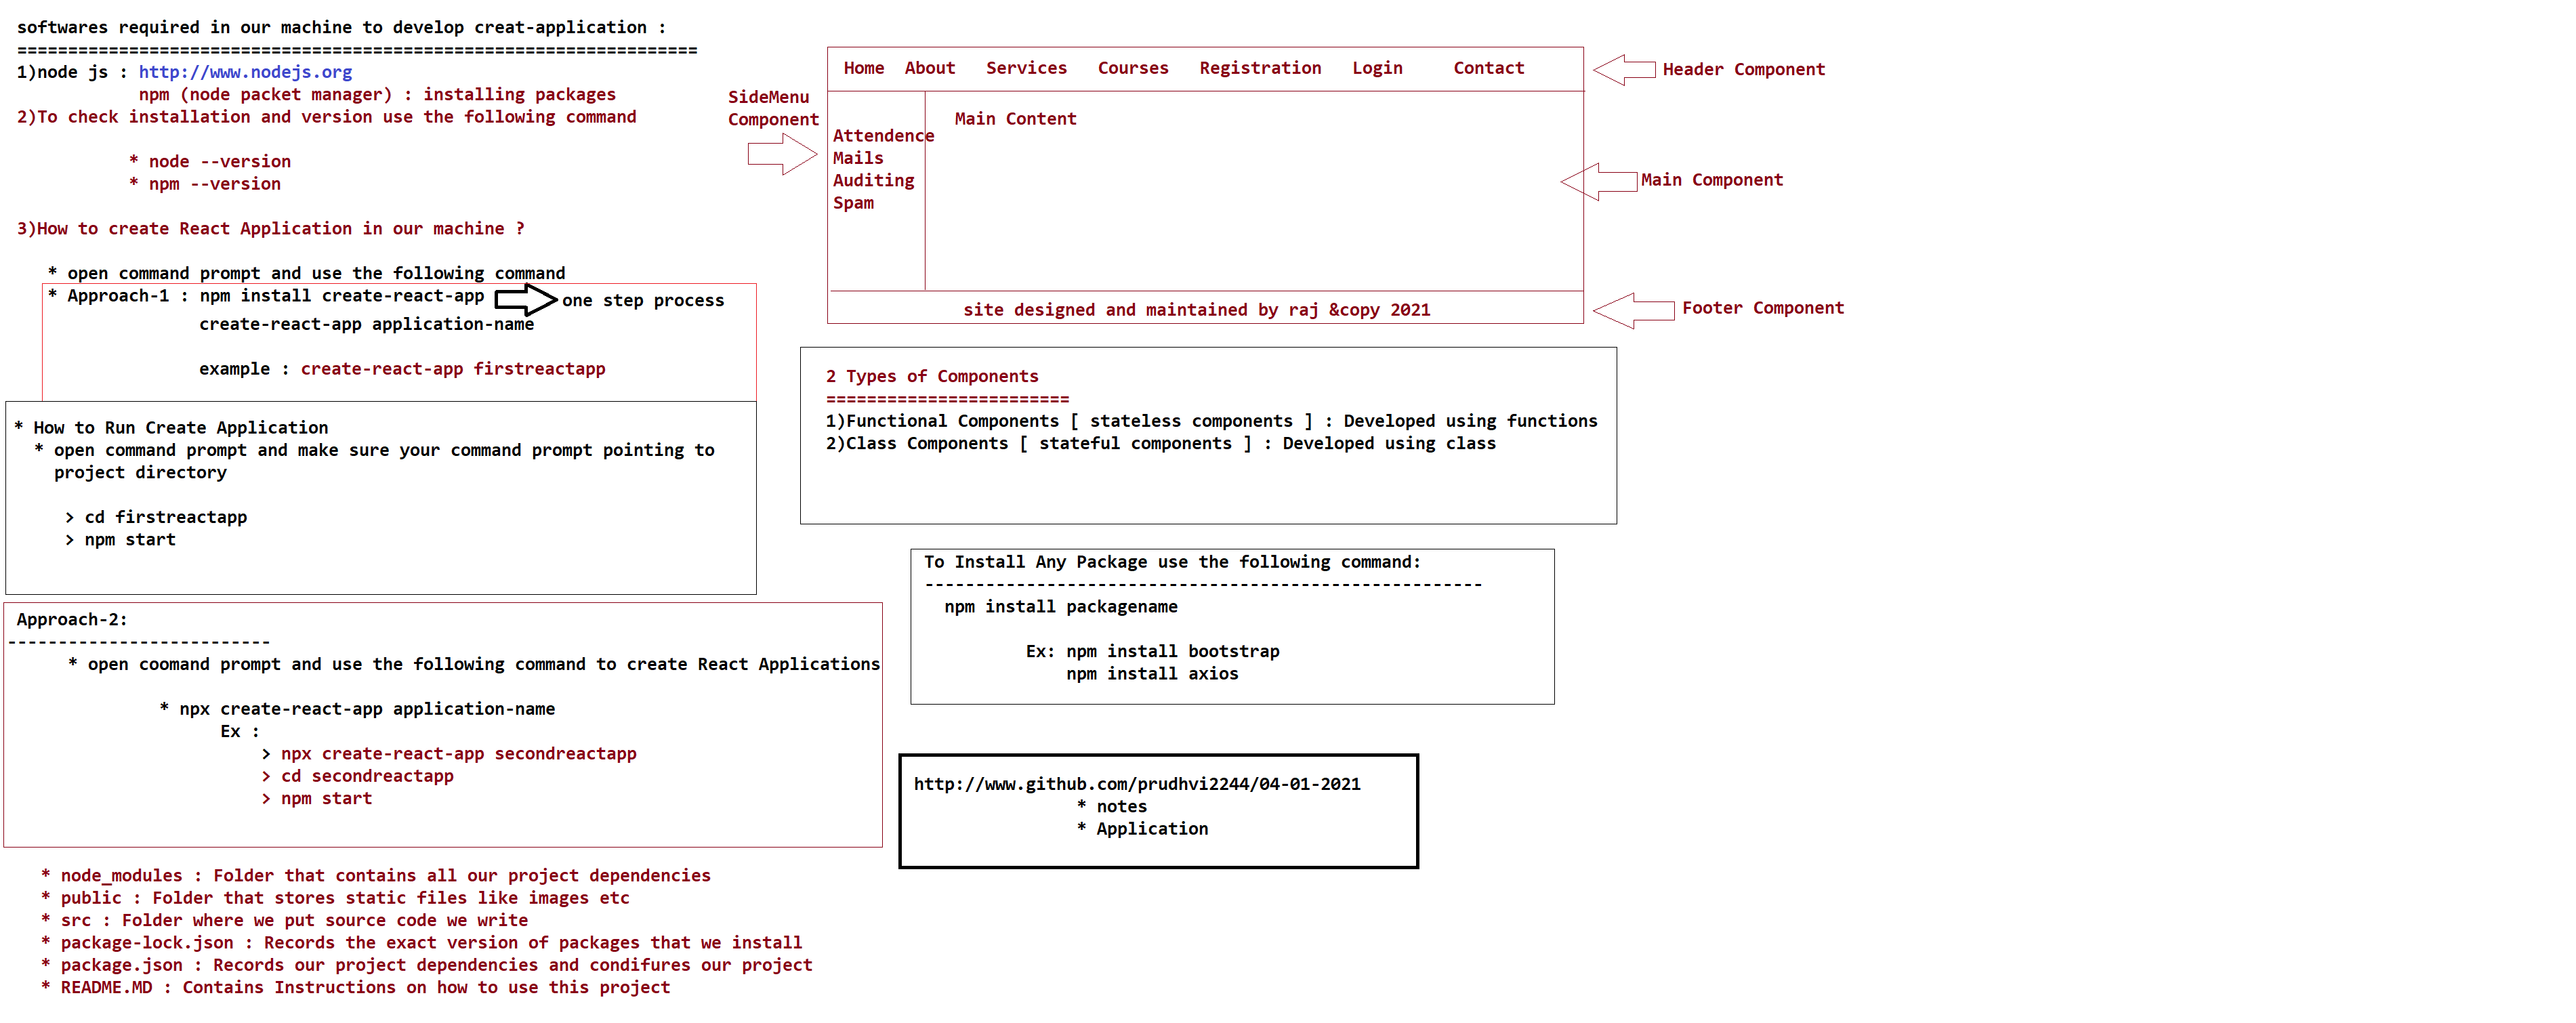 softwares required in our machine to develop creat-application :
===================================================================
1)node js : http://www.nodejs.org
npm (node packet manager) : installing packages
2)To check installation and version use the following command
* node --version
* npm --version
3)How to create React Application in our machine ?
* open command prompt and use the following command
* Approach-1 : npm install create-react-app
one step process
create-react-app application-name
example : create-react-app firstreactapp
* How to Run Create Application
* open command prompt and make sure your command prompt pointing to
project directory
> cd firstreactapp
> npm start
Approach-2:
--------------------------
* open coomand prompt and use the following command to create React Applications
* npx create-react-app application-name
Ex :
> npx create-react-app secondreactapp
> cd secondreactapp
> npm start
* node_modules : Folder that contains all our project dependencies
* public : Folder that stores static files like images etc
* src : Folder where we put source code we write
* package-lock.json : Records the exact version of packages that we install
* package.json : Records our project dependencies and condifures our project
* README.MD : Contains Instructions on how to use this project
Home About Services Courses Registration Login Contact
Header Component
SideMenu
Component
Attendence
Mails
Auditing
Spam
Main Content
Main Component
site designed and maintained by raj &copy 2021
Footer Component
2 Types of Components
========================
1)Functional Components [ stateless components ] : Developed using functions
2)Class Components [ stateful components ] : Developed using class
To Install Any Package use the following command:
-------------------------------------------------------
npm install packagename
Ex: npm install bootstrap
npm install axios
http://www.github.com/prudhvi2244/04-01-2021
* notes
* Application